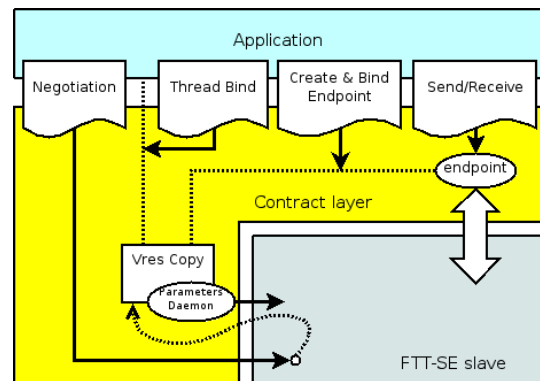 Application
Negotiation
Thread Bind
Create & Bind
Endpoint
Send/Receive
endpoint
Contract layer
Vres Copy
Parameters
Daemon
FTT-SE slave